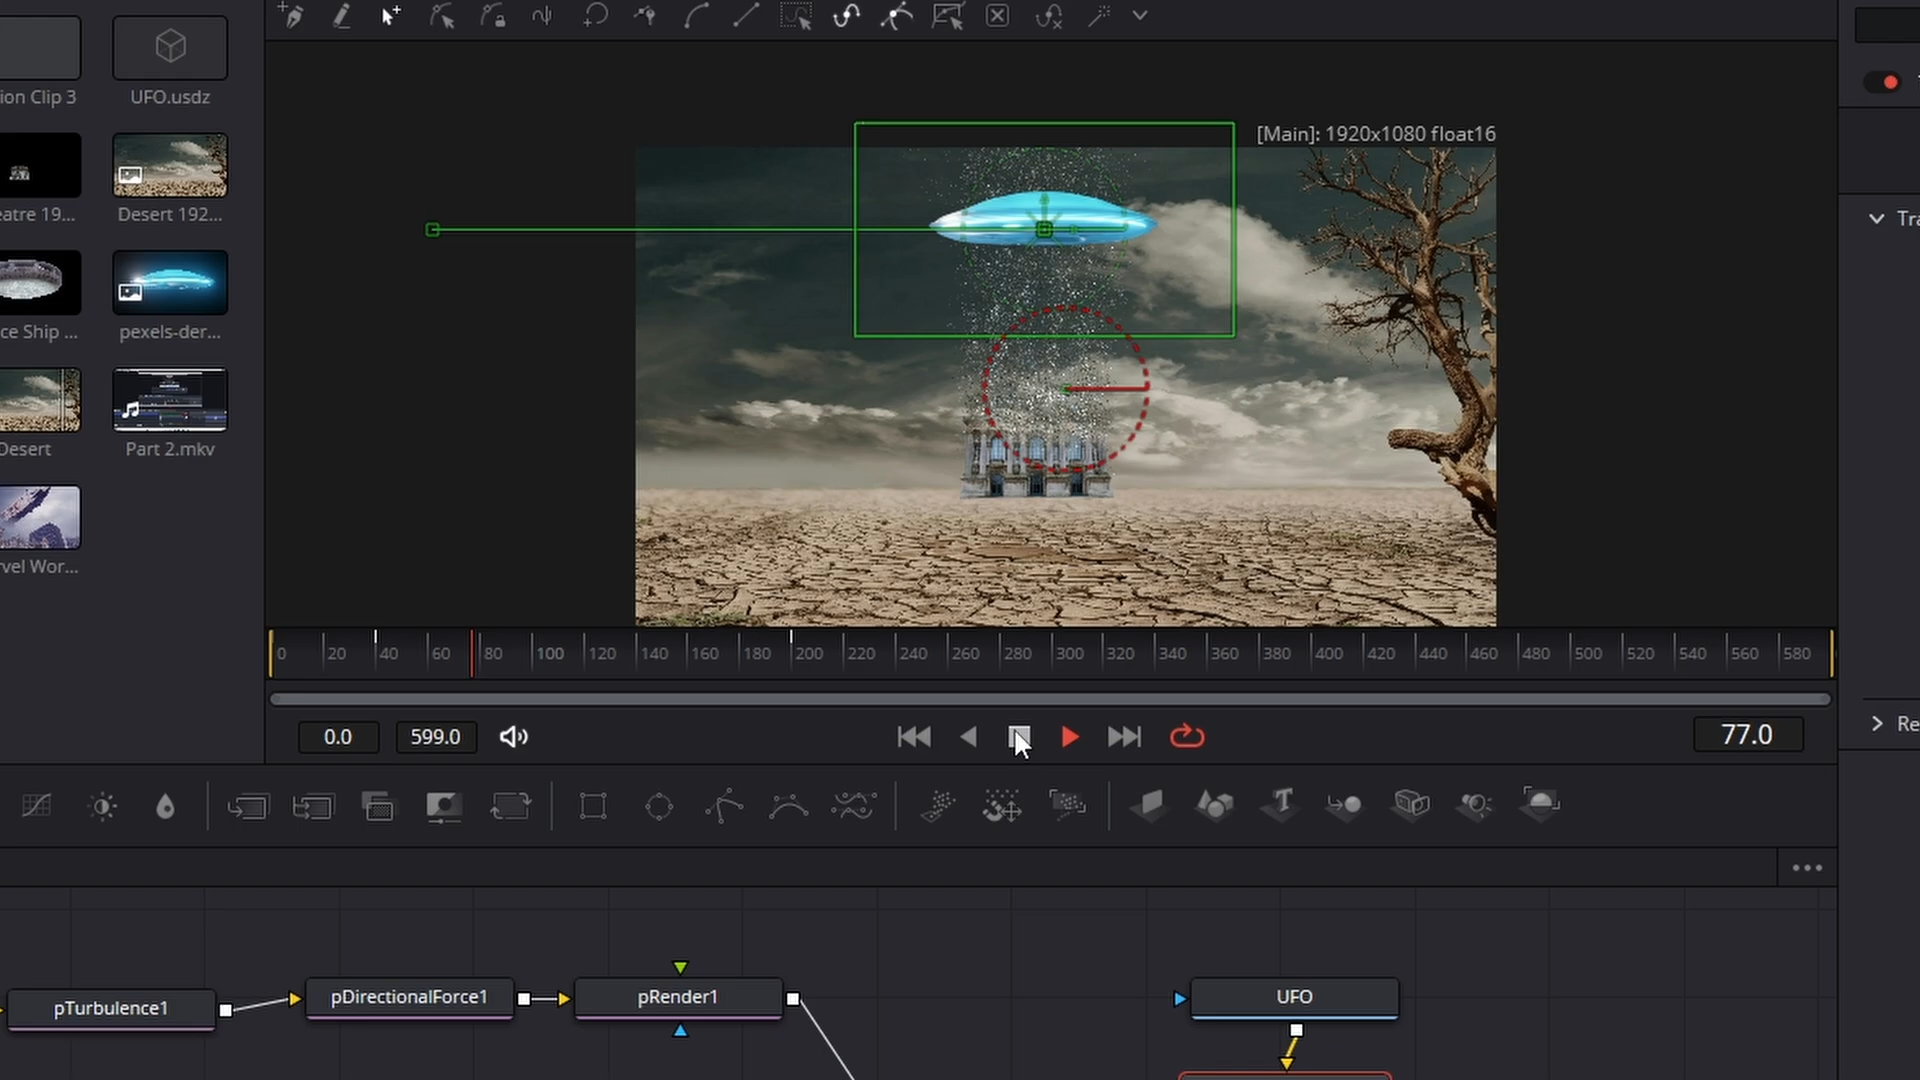 ion Clip 3
UFO.usdz
eatre 19...
Desert 192...
ce Ship ...
pexels-der...
Desert
Part 2.mkv
vel Wor...
[Main]: 1920x1080 float16
Tra
0 20 40 60 80 100 120 140 160 180 200 220 240 260 280 300 320 340 360 380 400 420 440 460 480 500 520 540 560 580
0.0
599.0
77.0
Re
pTurbulence1
pDirectionalForce1
pRender1
UFO